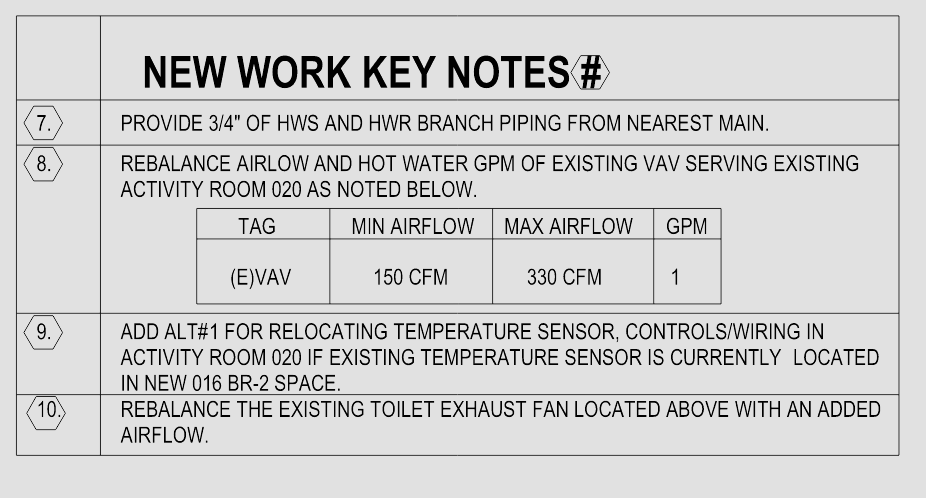 NEW WORK KEY NOTES #
7. PROVIDE 3/4" OF HWS AND HWR BRANCH PIPING FROM NEAREST MAIN.
8. REBALANCE AIRLOW AND HOT WATER GPM OF EXISTING VAV SERVING EXISTING
ACTIVITY ROOM 020 AS NOTED BELOW.
TAG MIN AIRFLOW MAX AIRFLOW GPM
(E)VAV 150 CFM 330 CFM 1
9. ADD ALT#1 FOR RELOCATING TEMPERATURE SENSOR, CONTROLS/WIRING IN
ACTIVITY ROOM 020 IF EXISTING TEMPERATURE SENSOR IS CURRENTLY LOCATED
IN NEW 016 BR-2 SPACE.
10. REBALANCE THE EXISTING TOILET EXHAUST FAN LOCATED ABOVE WITH AN ADDED
AIRFLOW.